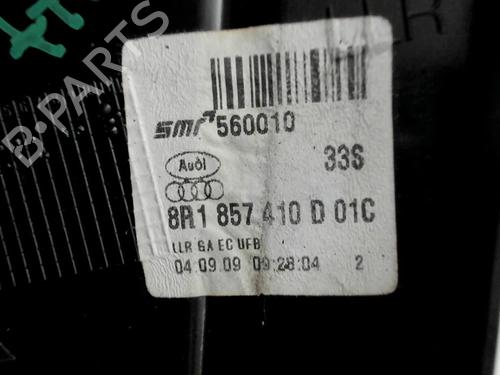 B-PARTS
smr 560010
33S
Audi
8R1 857 410 D 01C
LLR GA EC UFB
04.09.09 09:28:04 2